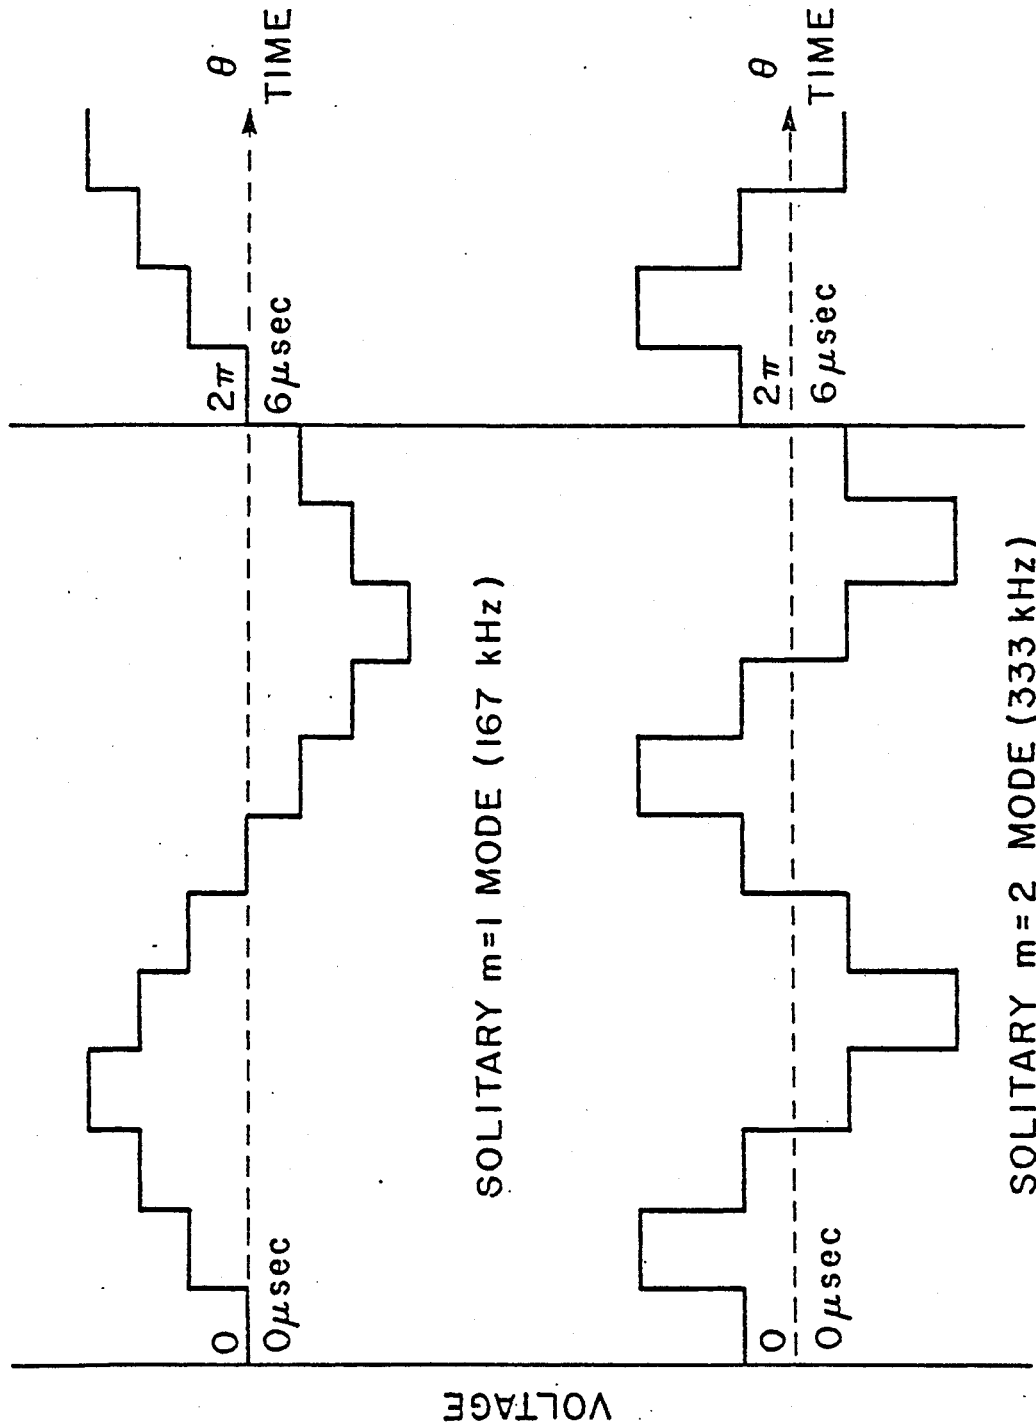 VOLTAGE
0
0μsec
2π
6μsec
θ
TIME
SOLITARY m=1 MODE (167 kHz)
0
0μsec
2π
6μsec
θ
TIME
SOLITARY m=2 MODE (333 kHz)